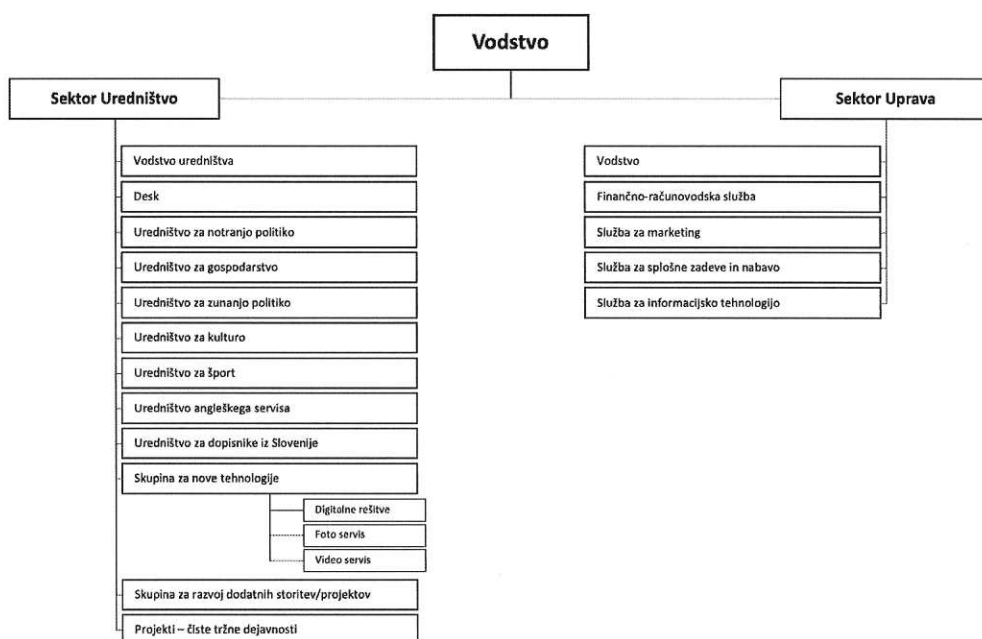 Vodstvo
Sektor Uredništvo
Sektor Uprava
Vodstvo uredništva
Desk
Uredništvo za notranjo politiko
Uredništvo za gospodarstvo
Uredništvo za zunanjo politiko
Uredništvo za kulturo
Uredništvo za šport
Uredništvo angleškega servisa
Uredništvo za dopisnike iz Slovenije
Skupina za nove tehnologije
Digitalne rešitve
Foto servis
Video servis
Skupina za razvoj dodatnih storitev/projektov
Projekti – čiste tržne dejavnosti
Vodstvo
Finančno-računovodska služba
Služba za marketing
Služba za splošne zadeve in nabavo
Služba za informacijsko tehnologijo